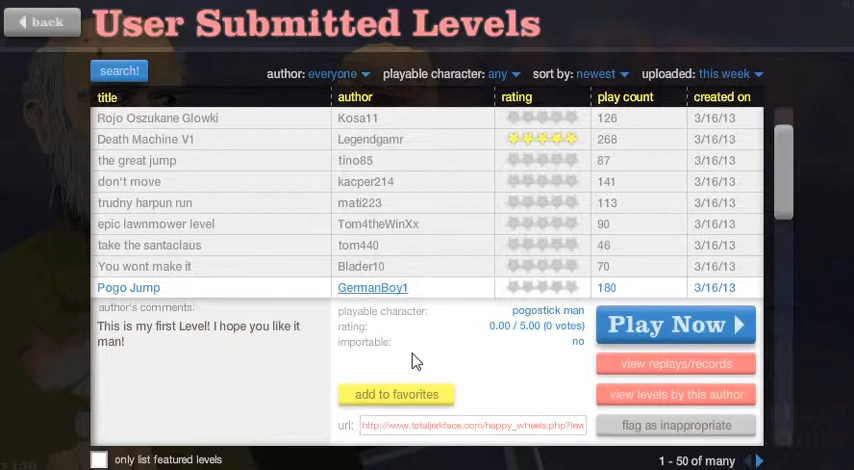 back
User Submitted Levels
search!
author: everyone playable character: any sort by: newest uploaded: this week
title author rating play count created on
Rojo Oszukane Glowki Kosa11 126 3/16/13
Death Machine V1 Legendgamr 268 3/16/13
the great jump tino85 87 3/16/13
don't move kacper214 141 3/16/13
trudny harpun run mati223 113 3/16/13
epic lawnmower level Tom4theWinXx 90 3/16/13
take the santaclaus tom440 46 3/16/13
You wont make it Blader10 70 3/16/13
Pogo Jump GermanBoy1 180 3/16/13
author's comments:
This is my first Level! I hope you like it
man!
playable character: pogostick man
rating: 0.00 / 5.00 (0 votes)
importable: no
add to favorites
url: http://www.totaljerkface.com/happy_wheels.php?leve
Play Now
view replays/records
view levels by this author
flag as inappropriate
v 1.70
only list featured levels
1 - 50 of many